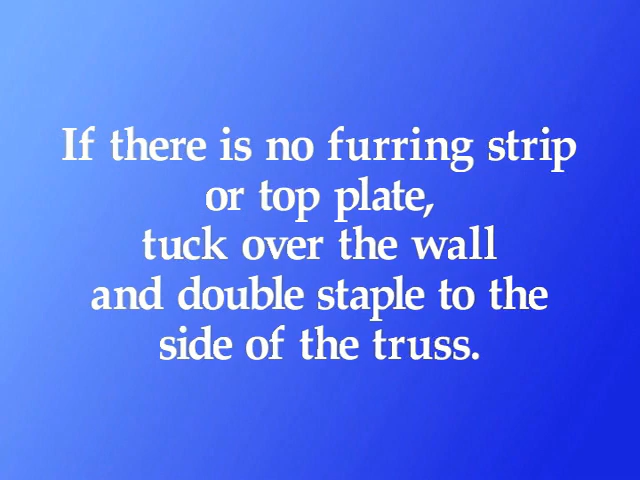 If there is no furring strip
or top plate,
tuck over the wall
and double staple to the
side of the truss.